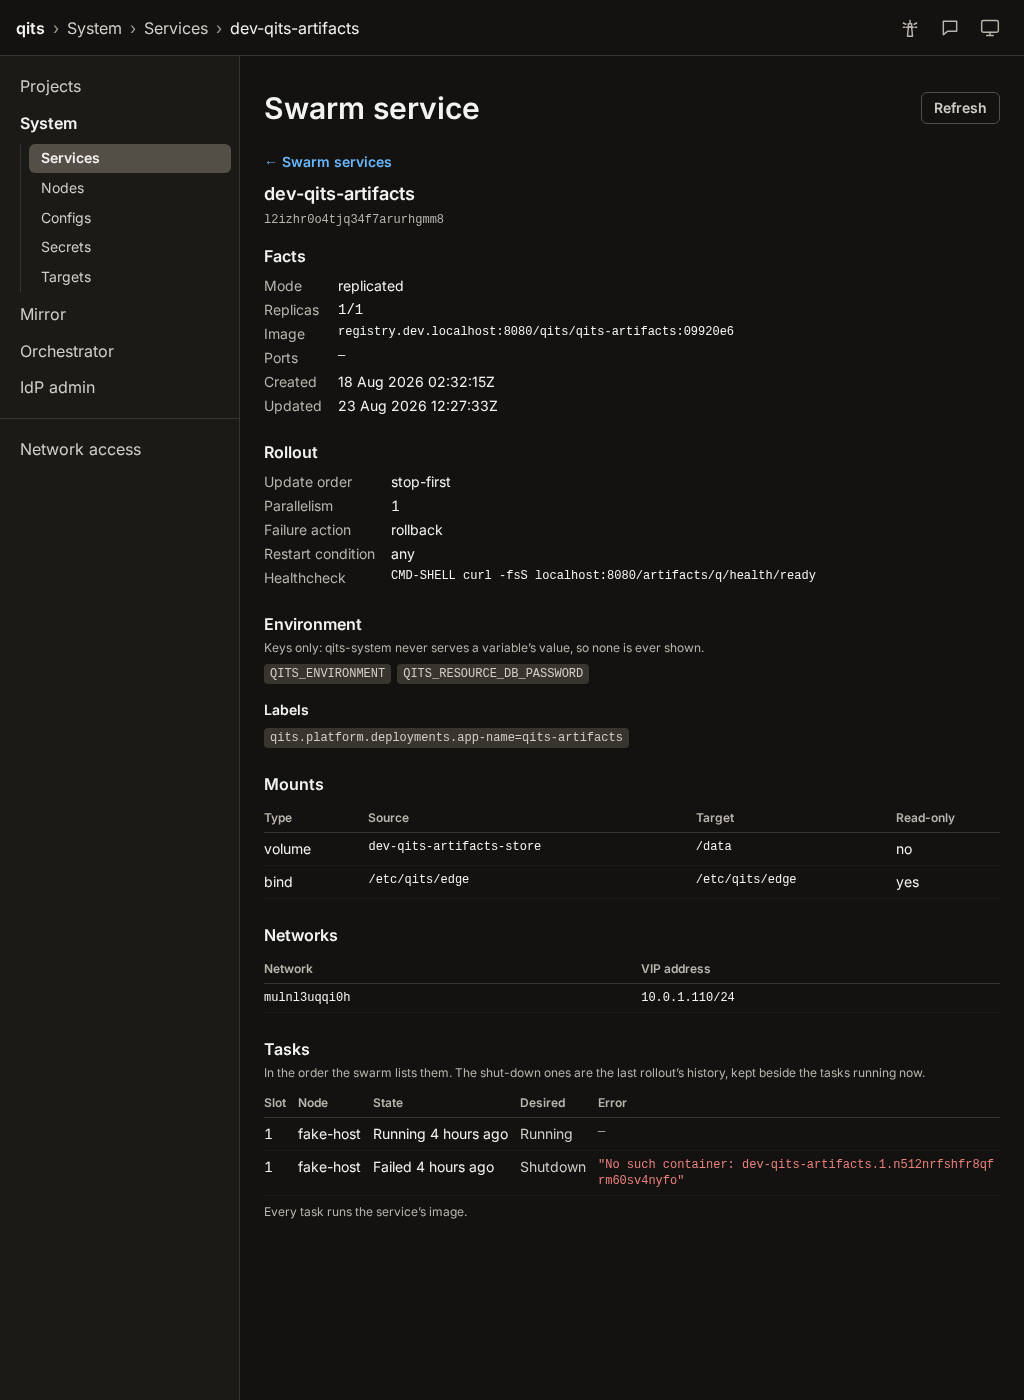 qits › System › Services › dev-qits-artifacts
Projects
System
Services
Nodes
Configs
Secrets
Targets
Mirror
Orchestrator
IdP admin
Network access
Swarm service
Refresh
← Swarm services
dev-qits-artifacts
l2izhr0o4tjq34f7arurhgmm8
Facts
Mode replicated
Replicas 1/1
Image registry.dev.localhost:8080/qits/qits-artifacts:09920e6
Ports —
Created 18 Aug 2026 02:32:15Z
Updated 23 Aug 2026 12:27:33Z
Rollout
Update order stop-first
Parallelism 1
Failure action rollback
Restart condition any
Healthcheck CMD-SHELL curl -fsS localhost:8080/artifacts/q/health/ready
Environment
Keys only: qits-system never serves a variable’s value, so none is ever shown.
QITS_ENVIRONMENT QITS_RESOURCE_DB_PASSWORD
Labels
qits.platform.deployments.app-name=qits-artifacts
Mounts
Type Source Target Read-only
volume dev-qits-artifacts-store /data no
bind /etc/qits/edge /etc/qits/edge yes
Networks
Network VIP address
mulnl3uqqi0h 10.0.1.110/24
Tasks
In the order the swarm lists them. The shut-down ones are the last rollout’s history, kept beside the tasks running now.
Slot Node State Desired Error
1 fake-host Running 4 hours ago Running —
1 fake-host Failed 4 hours ago Shutdown "No such container: dev-qits-artifacts.1.n512nrfshfr8qf
rm60sv4nyfo"
Every task runs the service’s image.